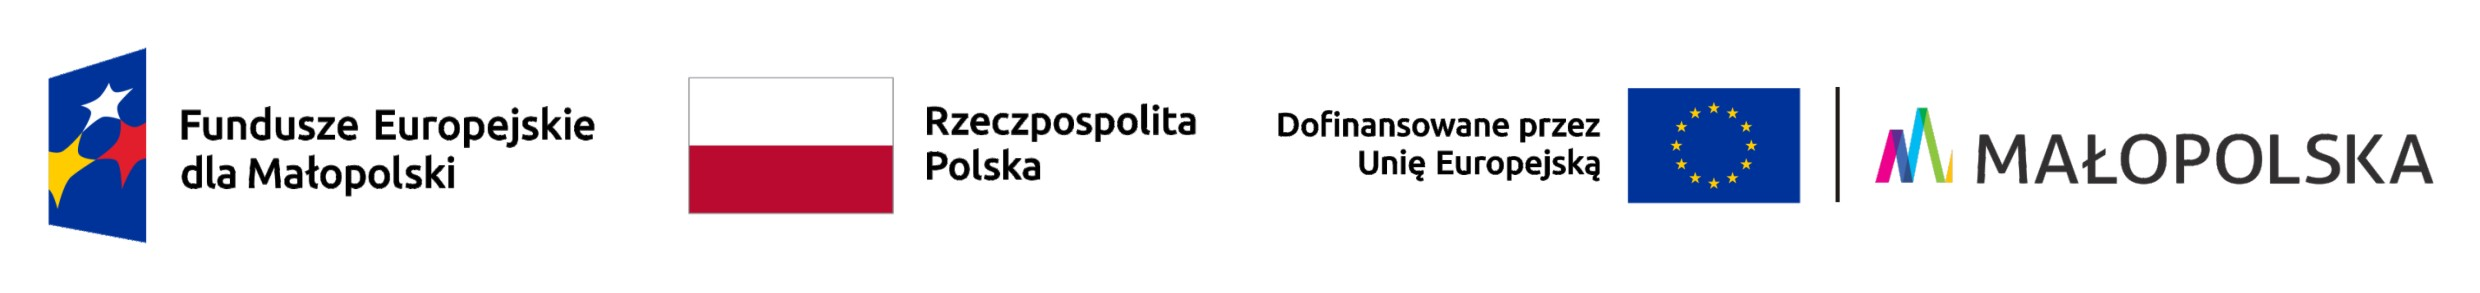 Fundusze Europejskie
dla Małopolski
Rzeczpospolita
Polska
Dofinansowane przez
Unię Europejską
MAŁOPOLSKA